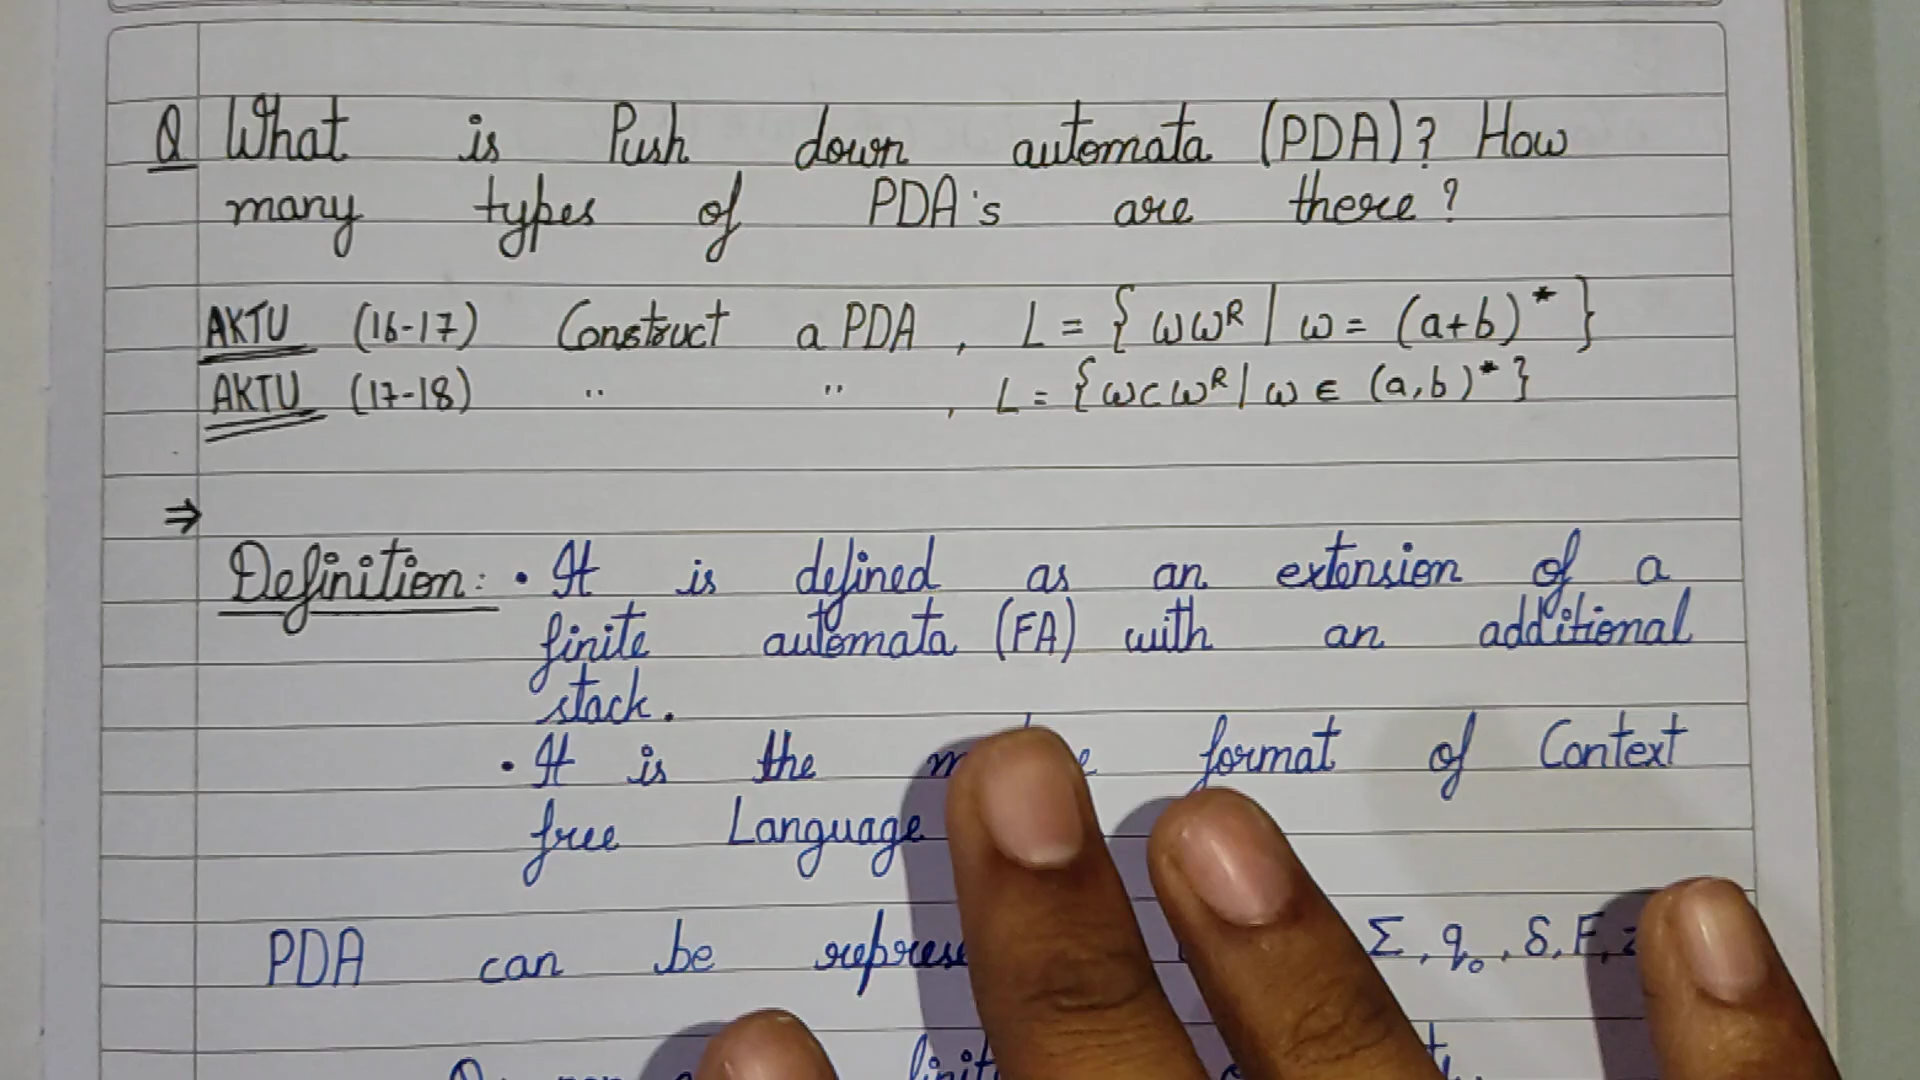 Q What is Push down automata (PDA)? How
many types of PDA's are there?
AKTU (16-17) Construct a PDA, L = { ωωᴿ | ω = (a+b)* }
AKTU (17-18) " " , L = {ωcωᴿ | ω ∈ (a,b)*}
⇒
Definition: • It is defined as an extension of a
finite automata (FA) with an additional
stack.
• It is the format of Context
free Language
PDA can be Σ, q₀, δ, F,